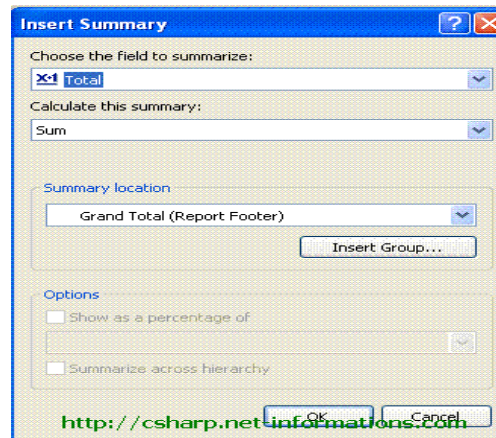 Insert Summary
Choose the field to summarize:
X+1 Total
Calculate this summary:
Sum
Summary location
Grand Total (Report Footer)
Insert Group...
Options
Show as a percentage of
Summarize across hierarchy
OK Cancel
http://csharp.net-informations.com